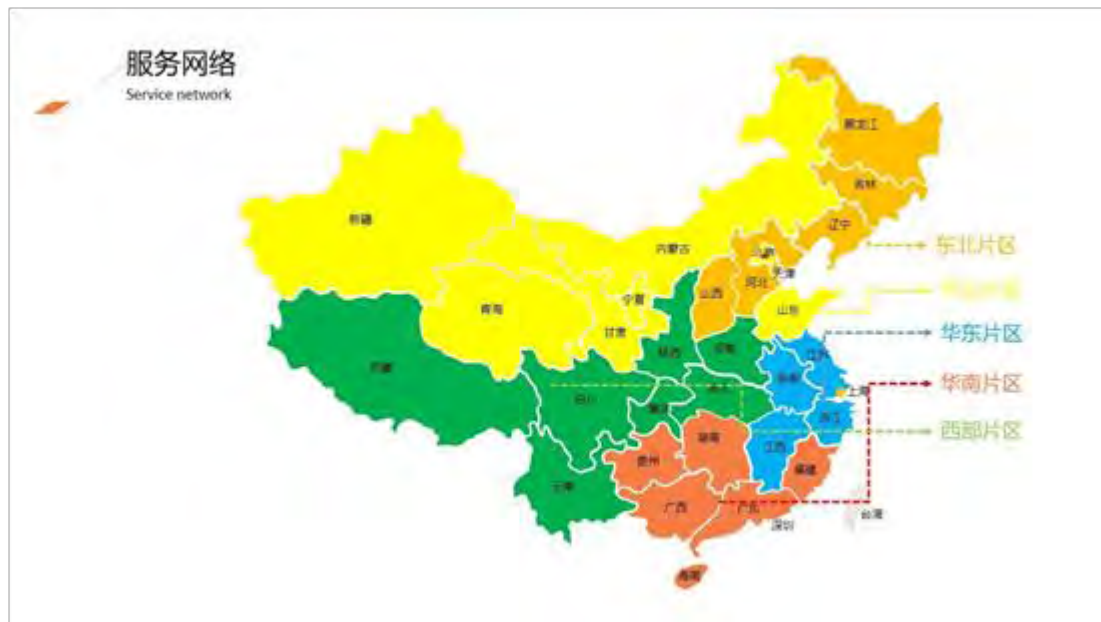 服务网络
Service network
黑龙江
吉林
辽宁
东北片区
内蒙古
北京
天津
新疆
河北
山西
宁夏
青海
山东
甘肃
华东片区
陕西
河南
江苏
西藏
安徽
华南片区
上海
四川
湖北
重庆
浙江
西部片区
湖南
江西
贵州
福建
云南
广西
广东
台湾
深圳
海南